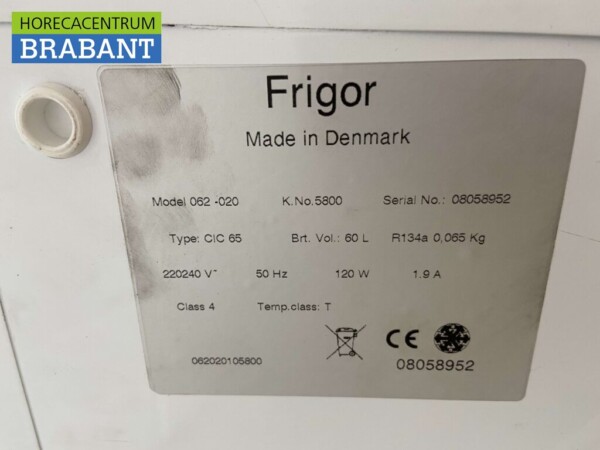 HORECACENTRUM
BRABANT
Frigor
Made in Denmark
Model 062 -020 K.No.5800 Serial No.: 08058952
Type: CIC 65 Brt. Vol.: 60 L R134a 0,065 Kg
220240 V~ 50 Hz 120 W 1.9 A
Class 4 Temp.class: T
062020105800 CE 08058952